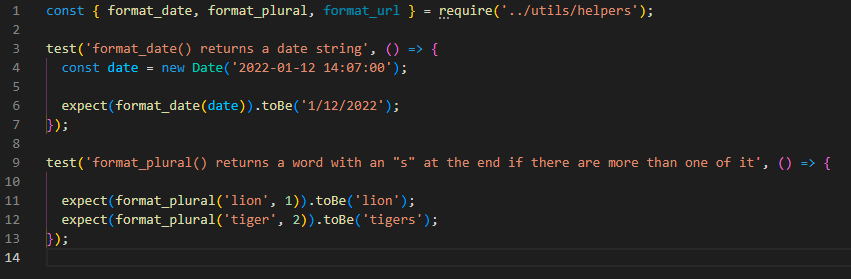 1 const { format_date, format_plural, format_url } = require('../utils/helpers');
2
3 test('format_date() returns a date string', () => {
4   const date = new Date('2022-01-12 14:07:00');
5
6   expect(format_date(date)).toBe('1/12/2022');
7 });
8
9 test('format_plural() returns a word with an "s" at the end if there are more than one of it', () => {
10
11   expect(format_plural('lion', 1)).toBe('lion');
12   expect(format_plural('tiger', 2)).toBe('tigers');
13 });
14